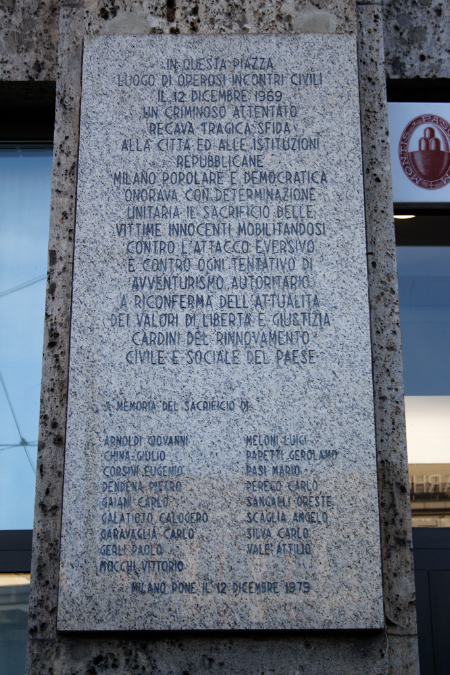 IN QUESTA PIAZZA
LUOGO DI OPEROSI INCONTRI CIVILI
IL 12 DICEMBRE 1969
UN CRIMINOSO ATTENTATO
RECAVA TRAGICA SFIDA
ALLA CITTA ED ALLE ISTITUZIONI
REPUBBLICANE
MILANO POPOLARE E DEMOCRATICA
ONORAVA CON DETERMINAZIONE
UNITARIA IL SACRIFICIO DELLE
VITTIME INNOCENTI MOBILITANDOSI
CONTRO L'ATTACCO EVERSIVO
E CONTRO OGNI TENTATIVO DI
AVVENTURISMO AUTORITARIO
A RICONFERMA DELL'ATTUALITA
DEI VALORI DI LIBERTA E GIUSTIZIA
CARDINI DEL RINNOVAMENTO
CIVILE E SOCIALE DEL PAESE
A MEMORIA DEL SACRIFICIO DI
ARNOLDI GIOVANNI
CHINA GIULIO
CORSINI EUGENIO
DENDENA PIETRO
GAIANI CARLO
GALATIOTO CALOGERO
GARAVAGLIA CARLO
GERLI PAOLO
MOCCHI VITTORIO
MELONI LUIGI
PAPETTI GEROLAMO
PASI MARIO
PEREGO CARLO
SANGALLI ORESTE
SCAGLIA ANGELO
SILVA CARLO
VALE' ATTILIO
MILANO PONE IL 12 DICEMBRE 1979